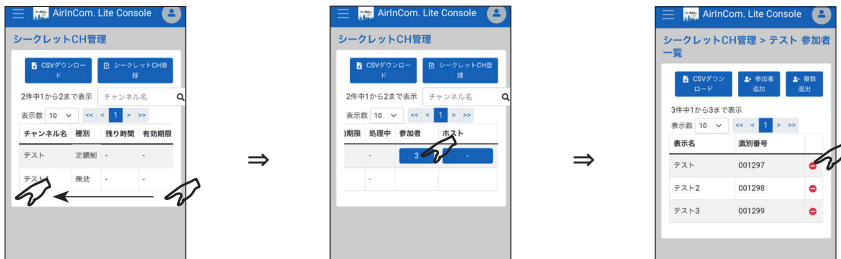 AirInCom. Lite Console
シークレットCH管理
CSVダウンロー
ド
シークレットCH登
録
2件中1から2まで表示 チャンネル名
表示数 10 << < 1 > >>
チャンネル名 種別 残り時間 有効期限
テスト 定額制 - -
無効 - -
⇒
AirInCom. Lite Console
シークレットCH管理
CSVダウンロー
ド
シークレットCH登
録
2件中1から2まで表示 チャンネル名
表示数 10 << < 1 > >>
期限 処理中 参加者 ホスト
- 3 -
-
⇒
AirInCom. Lite Console
シークレットCH管理 > テスト 参加者
一覧
CSVダウン
ロード
参加者
追加
複数
退出
3件中1から3まで表示
表示数 10 << < 1 > >>
表示名 識別番号
テスト 001297
テスト2 001298
テスト3 001299